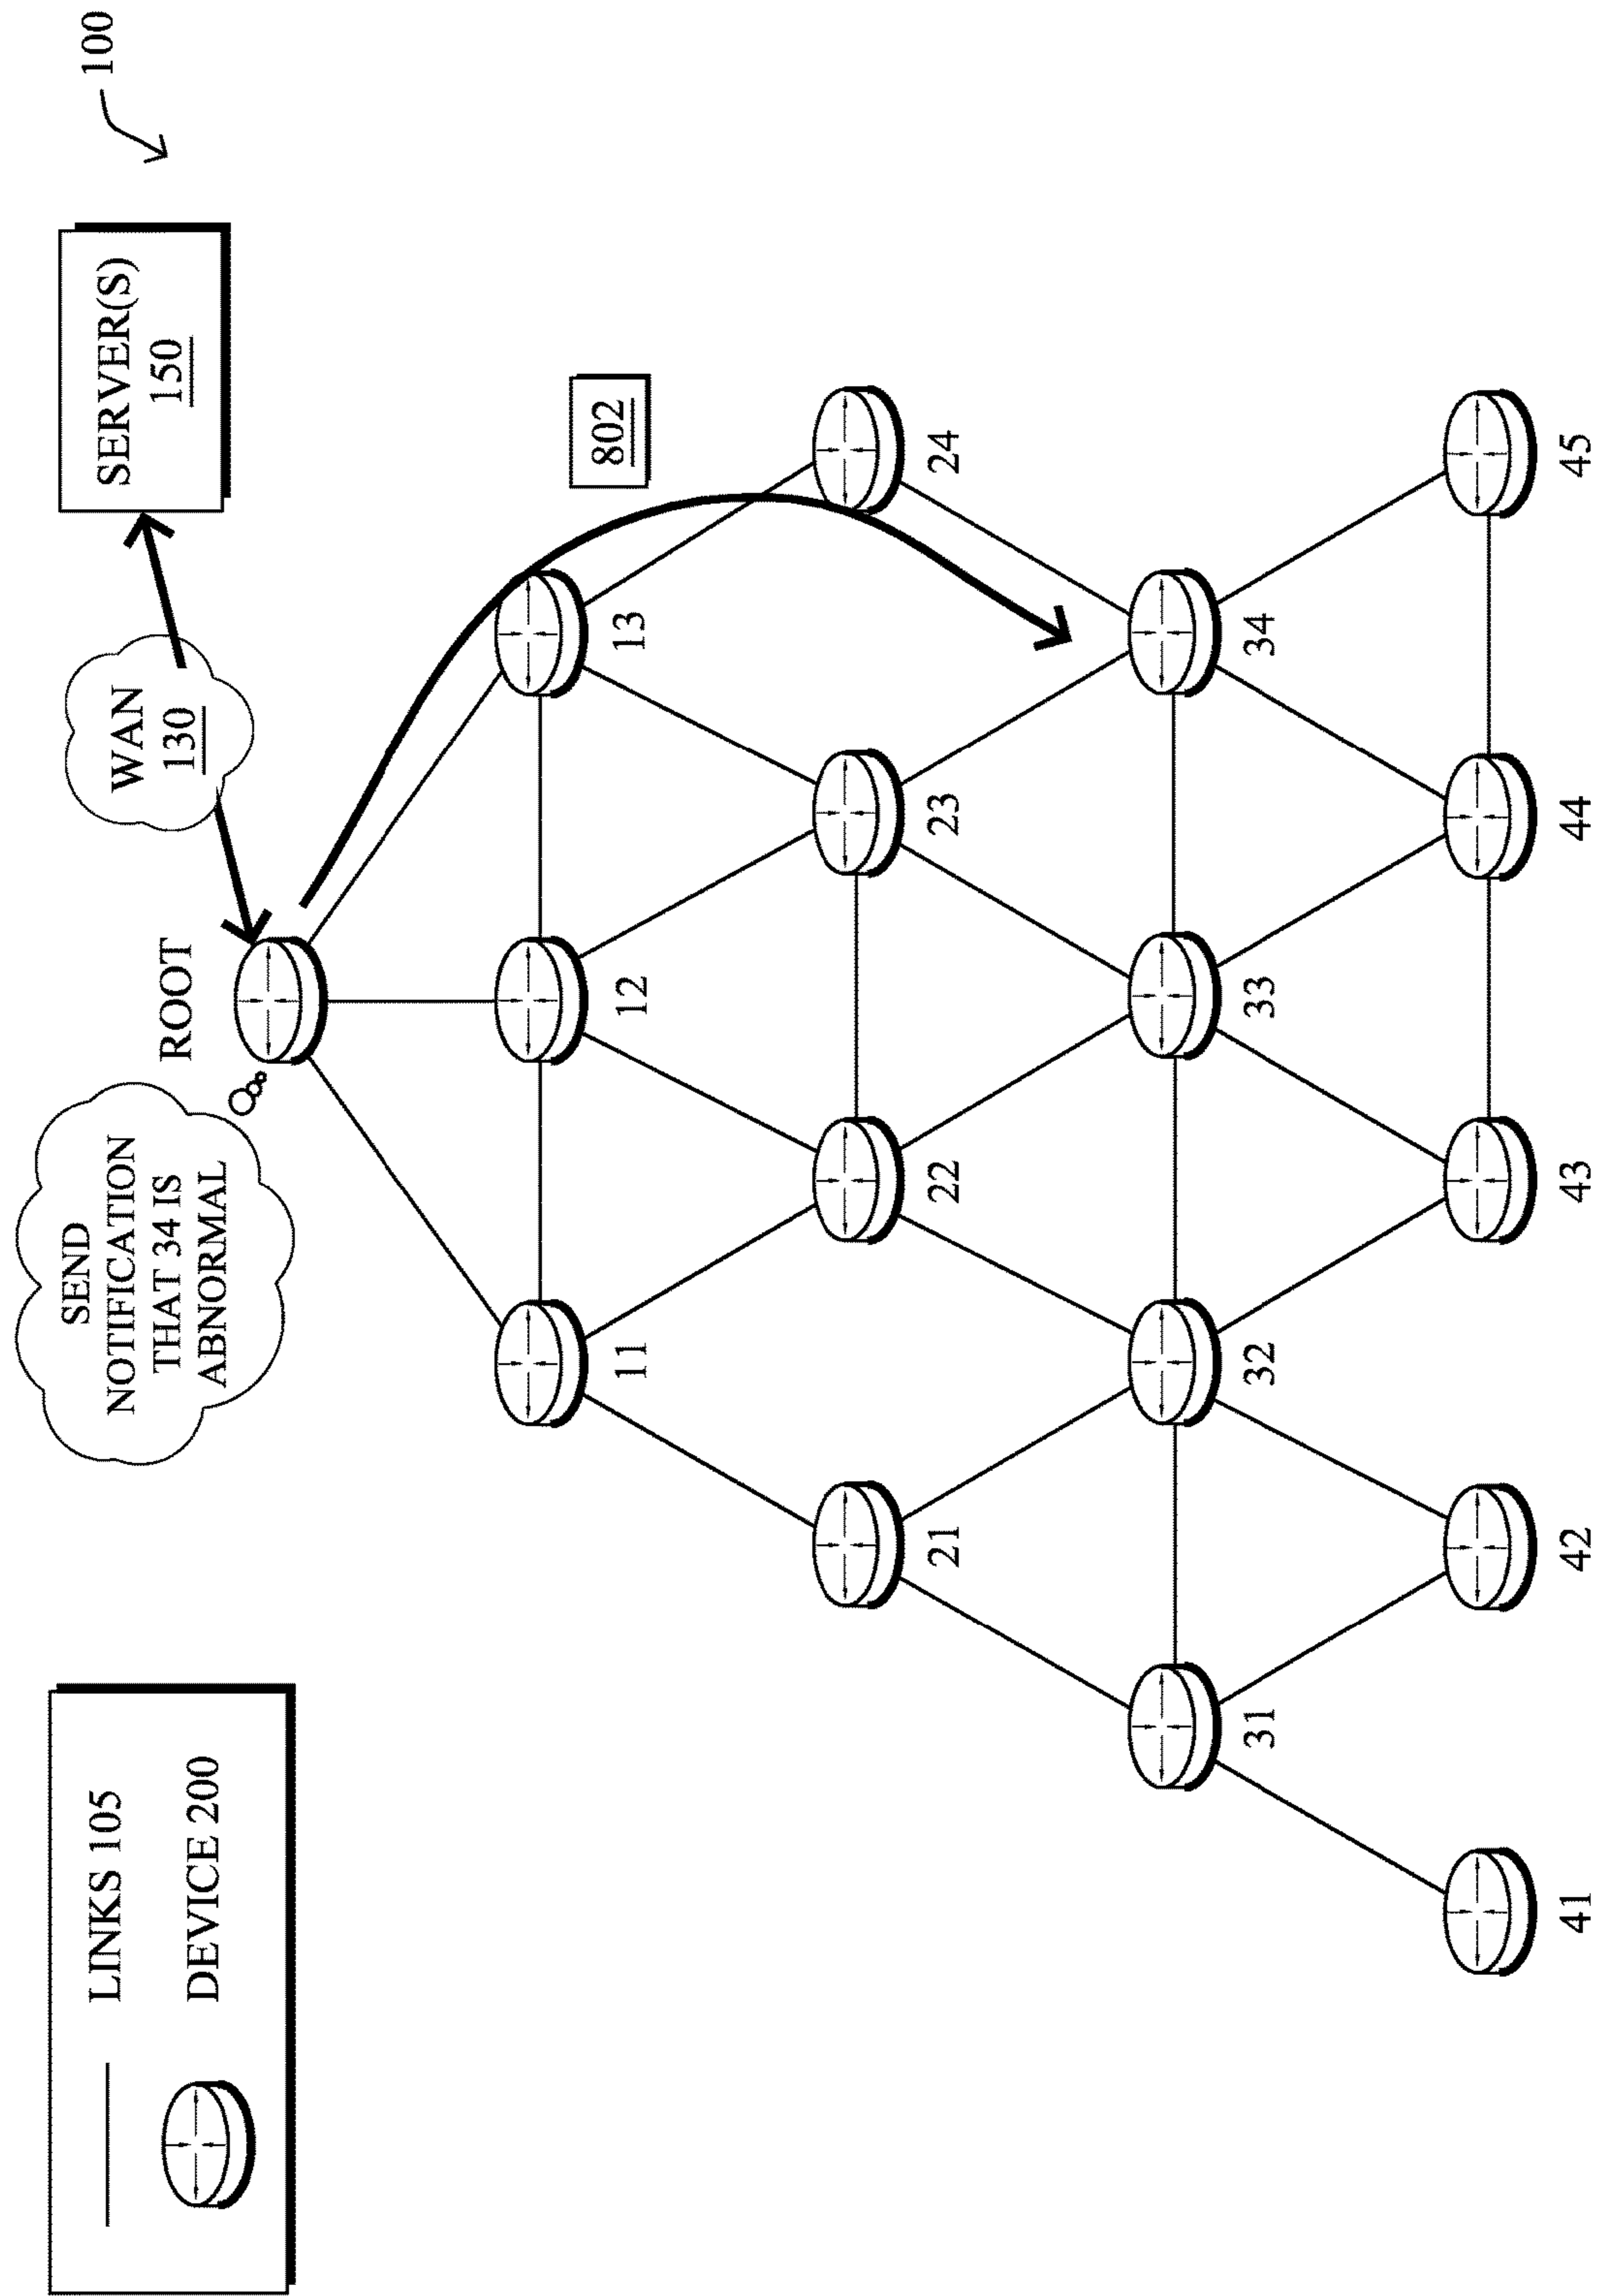 LINKS 105
DEVICE 200
SEND
NOTIFICATION
THAT 34 IS
ABNORMAL
ROOT
WAN
130
SERVER(S)
150
100
802
11
12
13
21
22
23
24
31
32
33
34
41
42
43
44
45